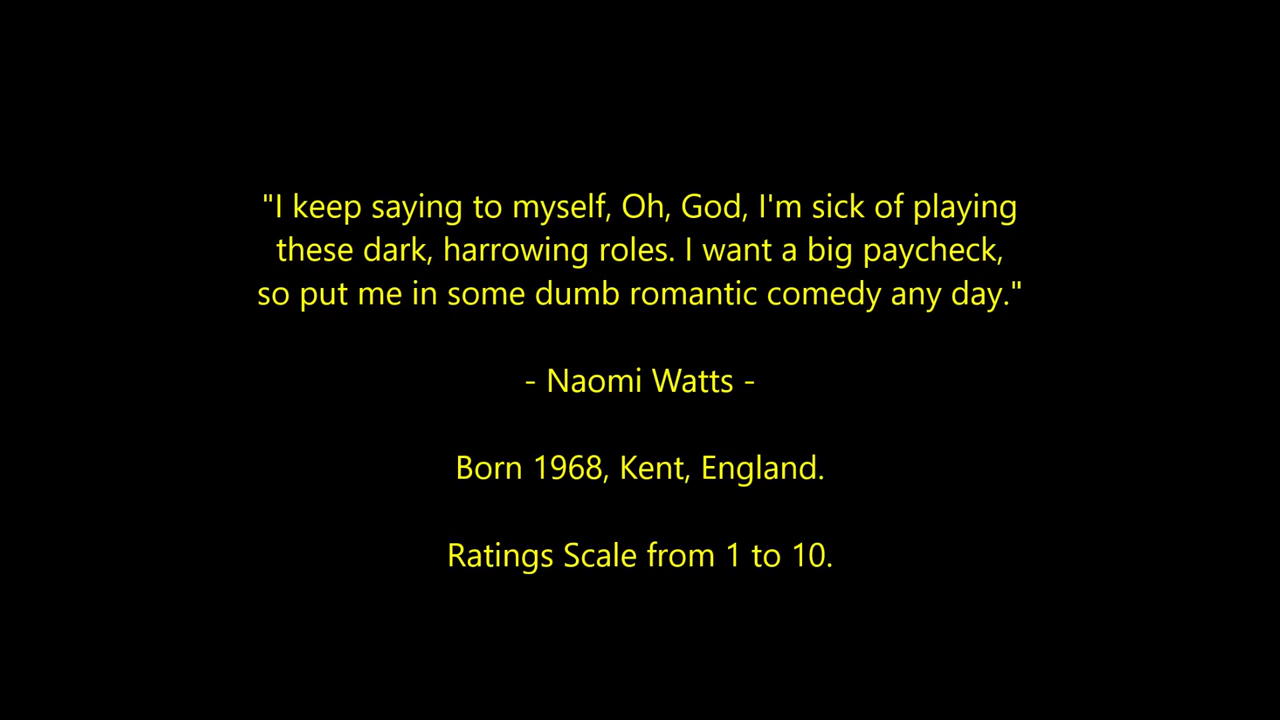 "I keep saying to myself, Oh, God, I'm sick of playing
these dark, harrowing roles. I want a big paycheck,
so put me in some dumb romantic comedy any day."
- Naomi Watts -
Born 1968, Kent, England.
Ratings Scale from 1 to 10.